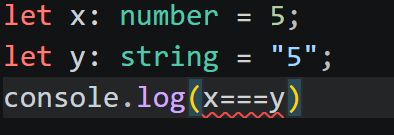 let x: number = 5;
let y: string = "5";
console.log(x===y)